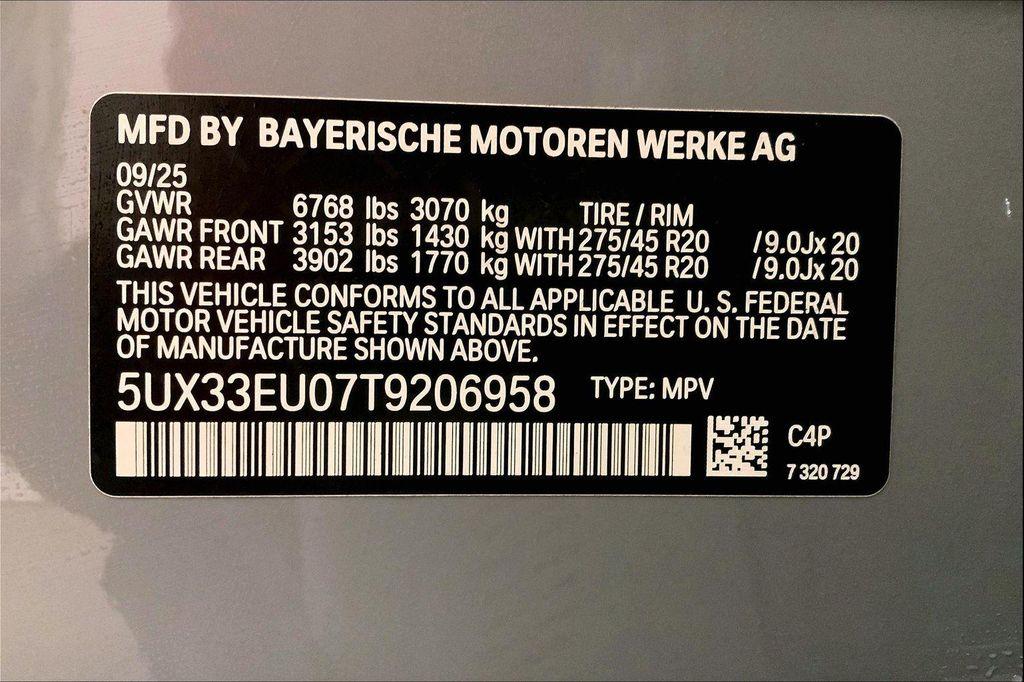 MFD BY BAYERISCHE MOTOREN WERKE AG
09/25
GVWR 6768 lbs 3070 kg TIRE / RIM
GAWR FRONT 3153 lbs 1430 kg WITH 275/45 R20 /9.0Jx 20
GAWR REAR 3902 lbs 1770 kg WITH 275/45 R20 /9.0Jx 20
THIS VEHICLE CONFORMS TO ALL APPLICABLE U. S. FEDERAL
MOTOR VEHICLE SAFETY STANDARDS IN EFFECT ON THE DATE
OF MANUFACTURE SHOWN ABOVE.
5UX33EU07T9206958 TYPE: MPV
C4P
7 320 729